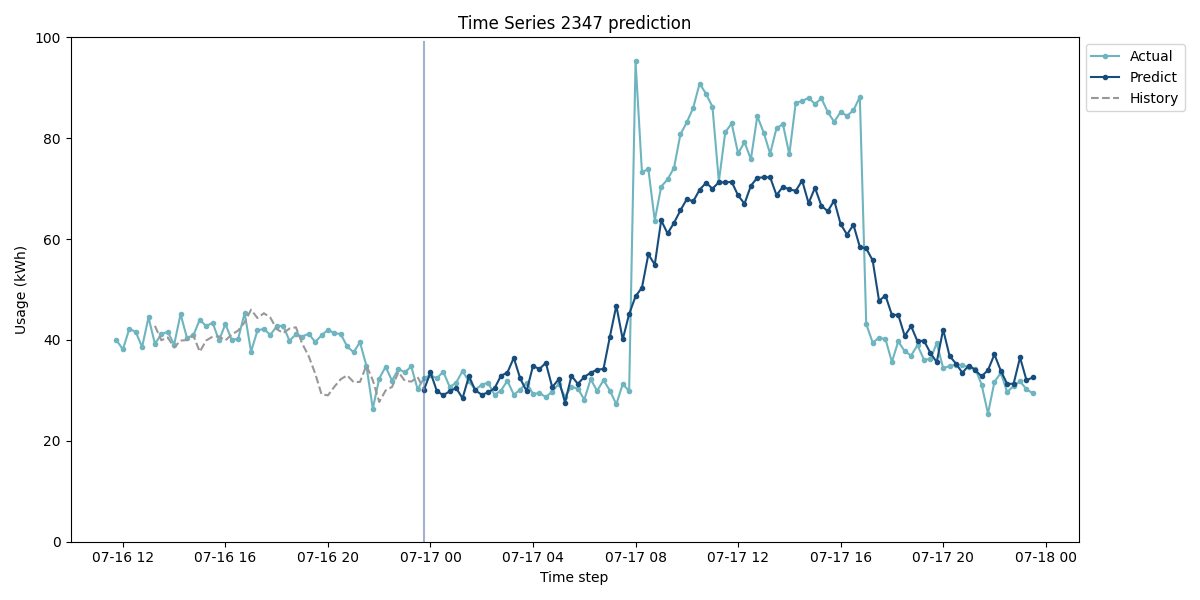 Time Series 2347 prediction
Usage (kWh)
100
80
60
40
20
0
07-16 12
07-16 16
07-16 20
07-17 00
07-17 04
07-17 08
07-17 12
07-17 16
07-17 20
07-18 00
Time step
Actual
Predict
History